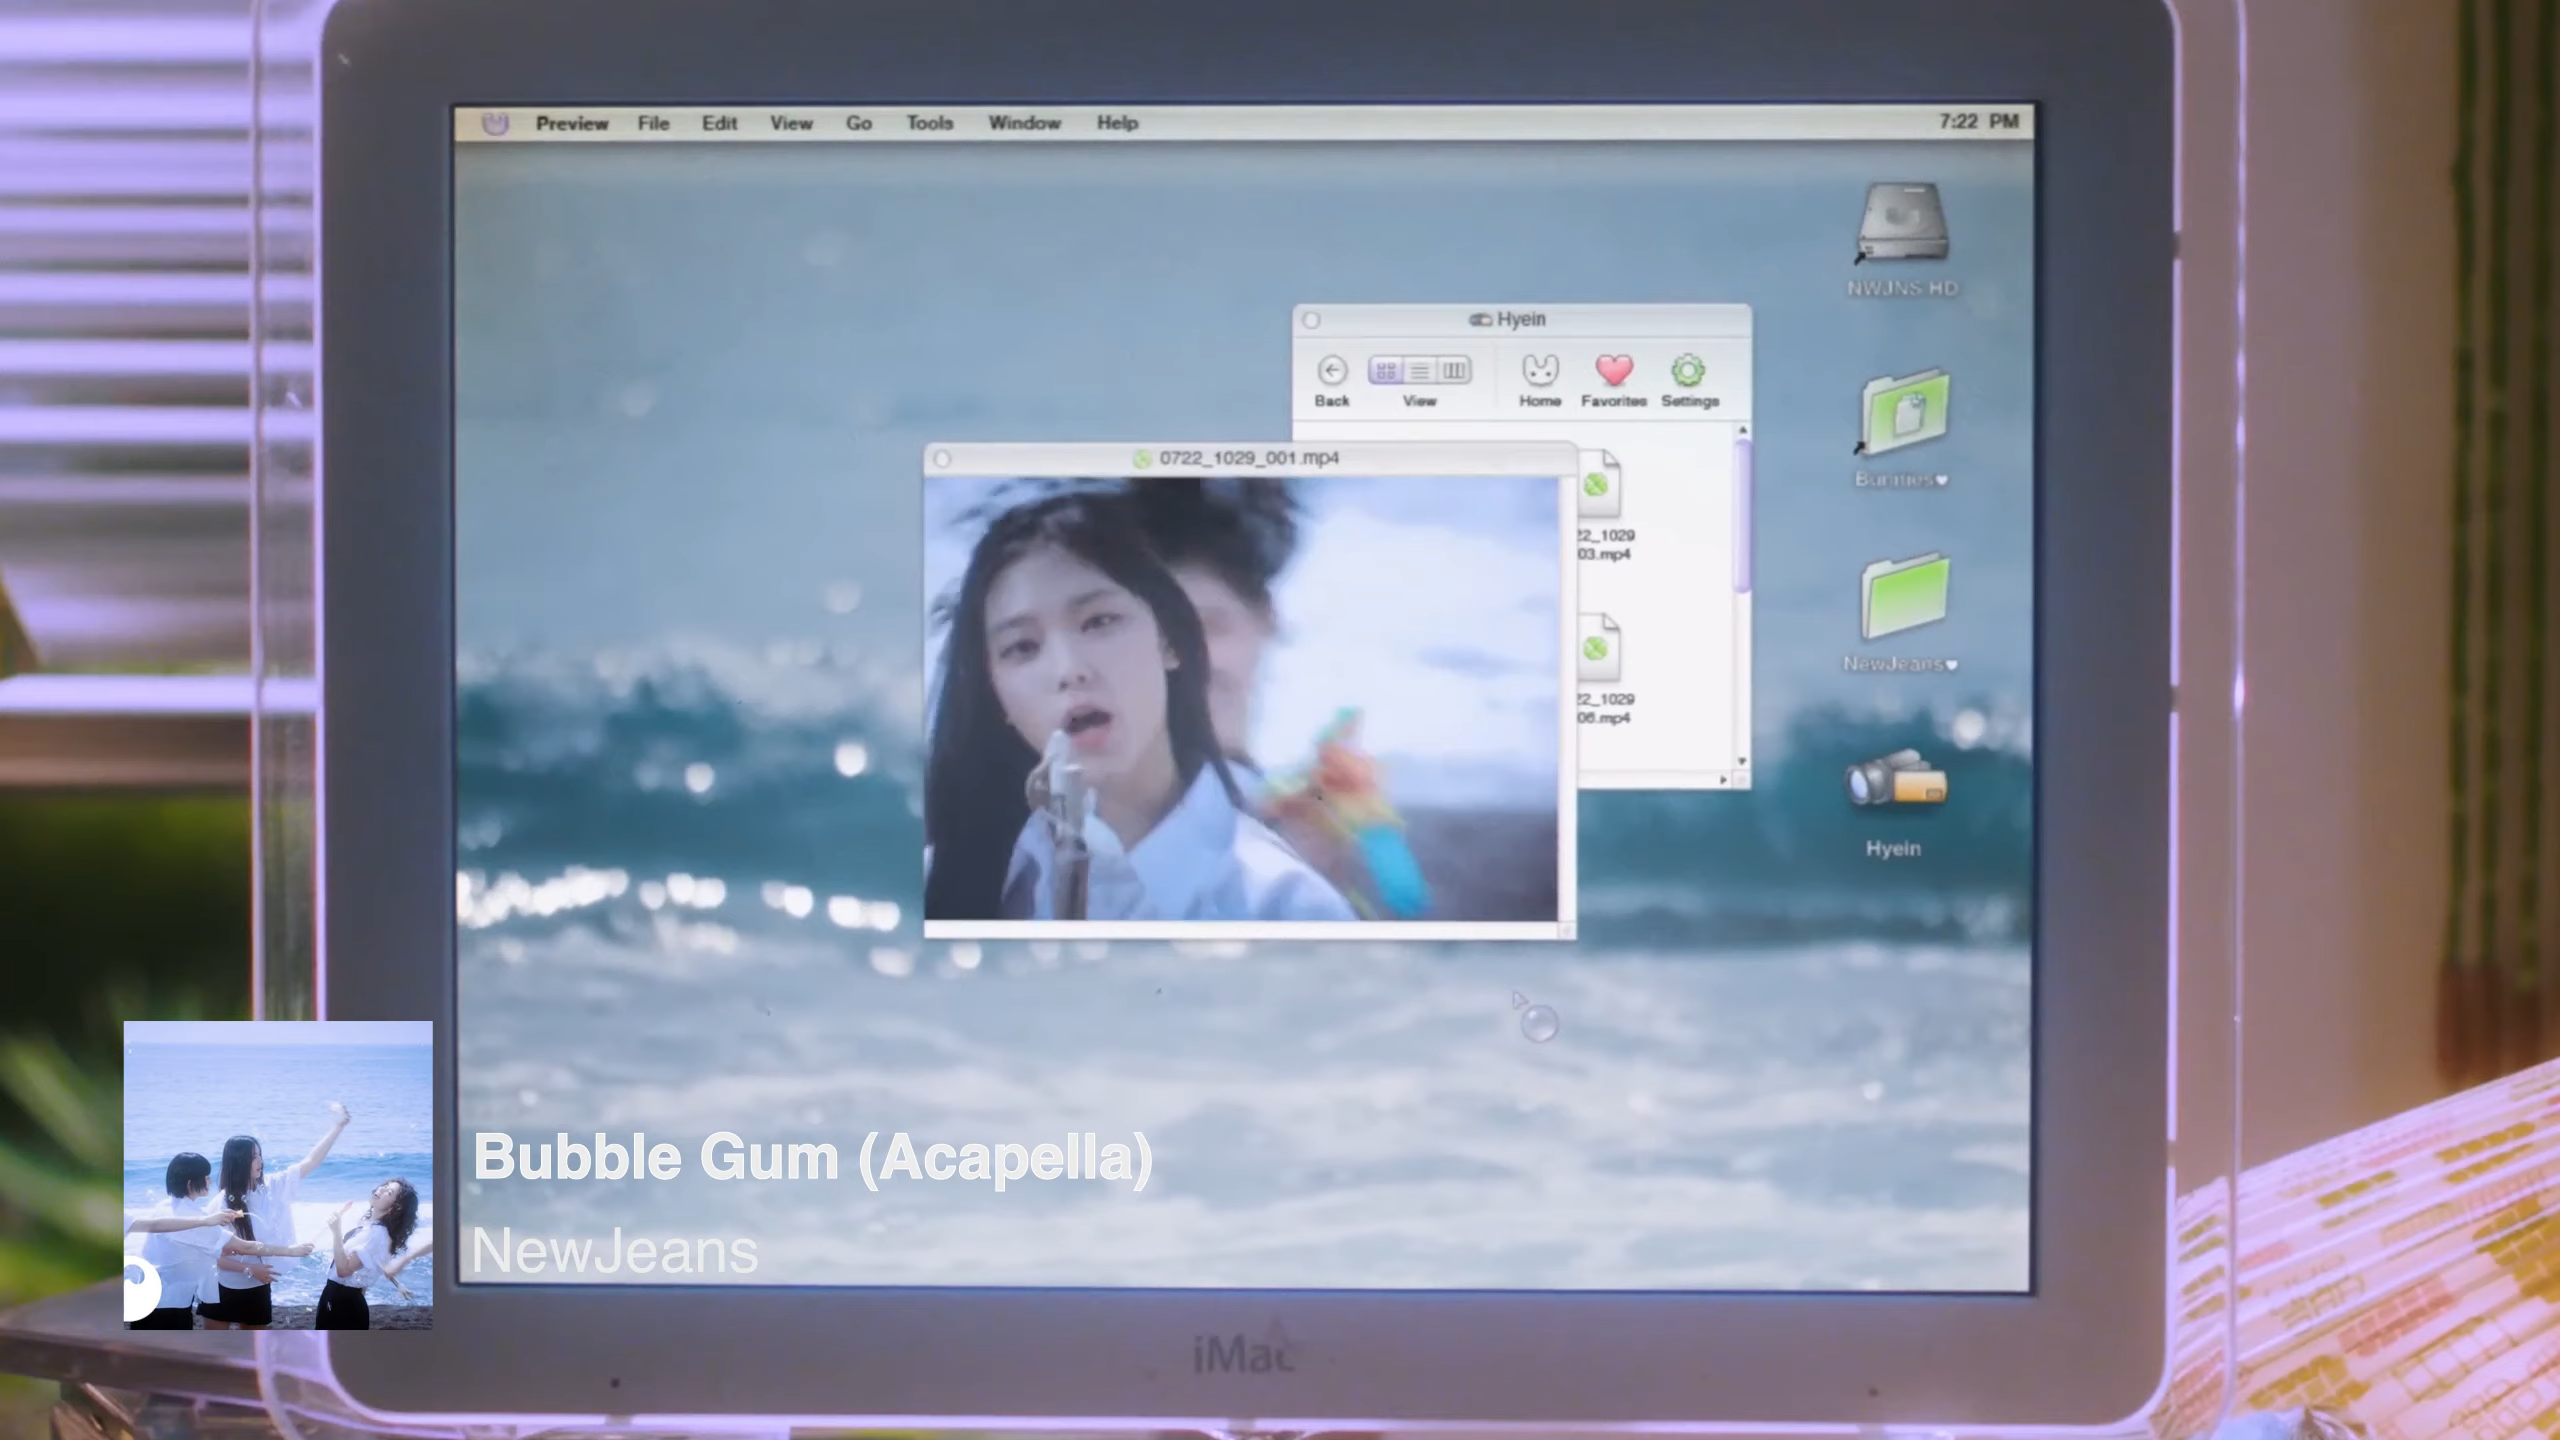 Preview File Edit View Go Tools Window Help
7:22 PM
NWJNS HD
Hyein
Back View Home Favorites Settings
Bunnies♥
0722_1029_001.mp4
22_1029
03.mp4
NewJeans♥
22_1029
06.mp4
Hyein
Bubble Gum (Acapella)
NewJeans
iMac